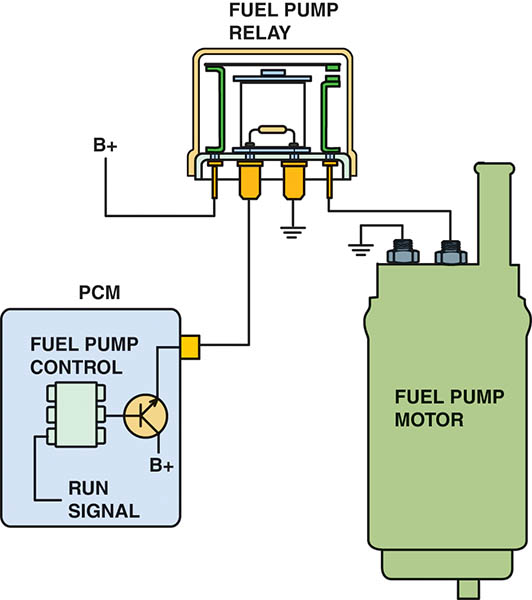 FUEL PUMP
RELAY
B+
PCM
FUEL PUMP
CONTROL
B+
RUN
SIGNAL
FUEL PUMP
MOTOR